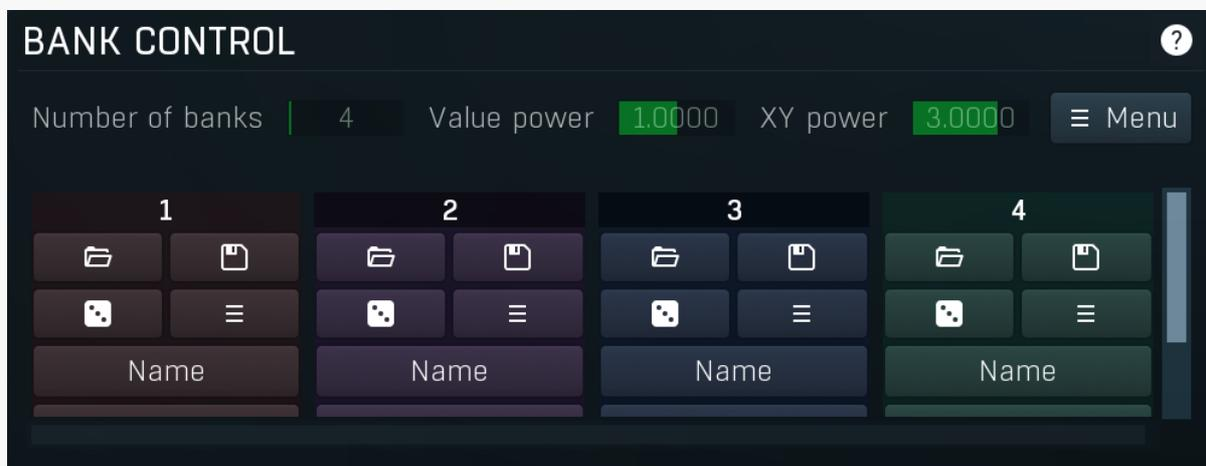 BANK CONTROL ?
Number of banks 4 Value power 1.0000 XY power 3.0000 Menu
1 2 3 4
Name Name Name Name